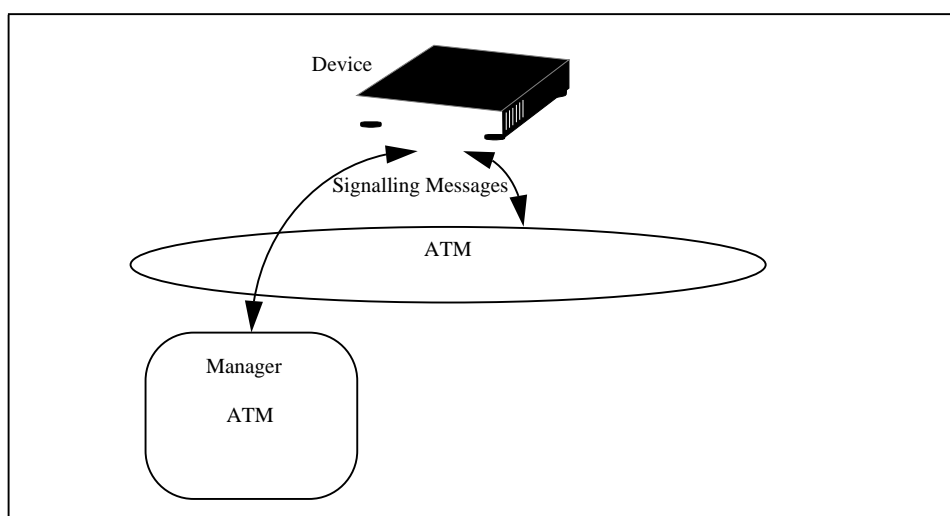 Device
Signalling Messages
ATM
Manager
ATM